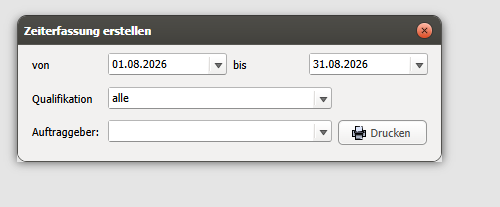 Zeiterfassung erstellen
von 01.08.2026 bis 31.08.2026
Qualifikation alle
Auftraggeber: Drucken